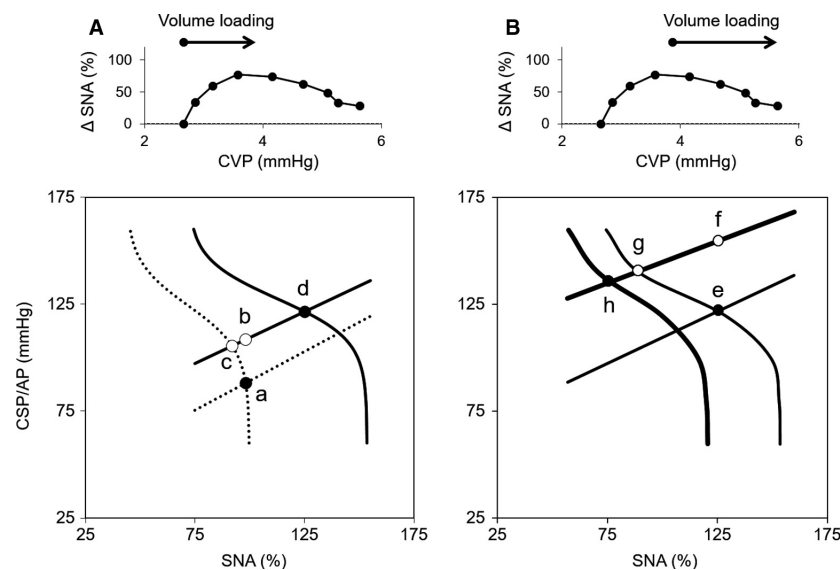 A
Volume loading
Δ SNA (%)
100
50
0
2
4
6
CVP (mmHg)
B
Volume loading
Δ SNA (%)
100
50
0
2
4
6
CVP (mmHg)
CSP/AP (mmHg)
175
125
75
25
d
b
c
a
25
75
125
175
SNA (%)
175
125
75
25
f
g
e
h
25
75
125
175
SNA (%)